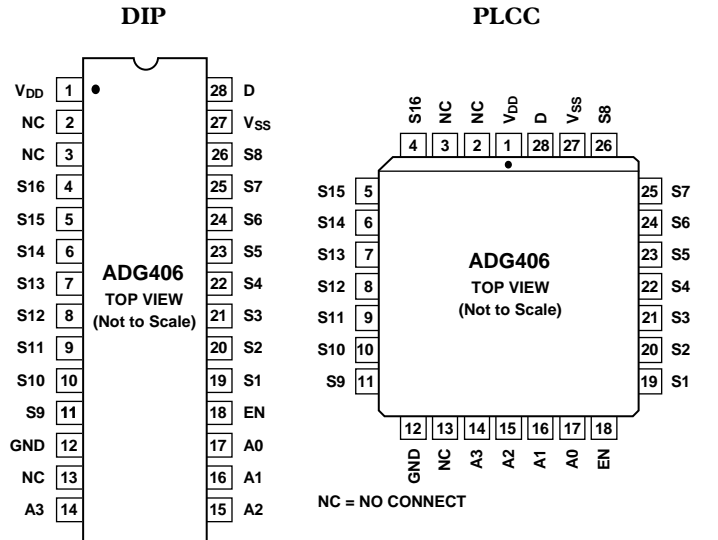 DIP
VDD 1 28 D
NC 2 27 VSS
NC 3 26 S8
S16 4 25 S7
S15 5 24 S6
S14 6 23 S5
S13 7 22 S4
S12 8 21 S3
S11 9 20 S2
S10 10 19 S1
S9 11 18 EN
GND 12 17 A0
NC 13 16 A1
A3 14 15 A2
ADG406
TOP VIEW
(Not to Scale)
PLCC
S16 NC NC VDD D VSS S8
4 3 2 1 28 27 26
S15 5 25 S7
S14 6 24 S6
S13 7 23 S5
S12 8 22 S4
S11 9 21 S3
S10 10 20 S2
S9 11 19 S1
ADG406
TOP VIEW
(Not to Scale)
12 13 14 15 16 17 18
GND NC A3 A2 A1 A0 EN
NC = NO CONNECT